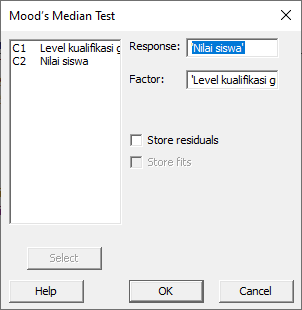 Mood's Median Test
C1 Level kualifikasi g
C2 Nilai siswa
Response: 'Nilai siswa'
Factor: 'Level kualifikasi g
Store residuals
Store fits
Select
Help OK Cancel